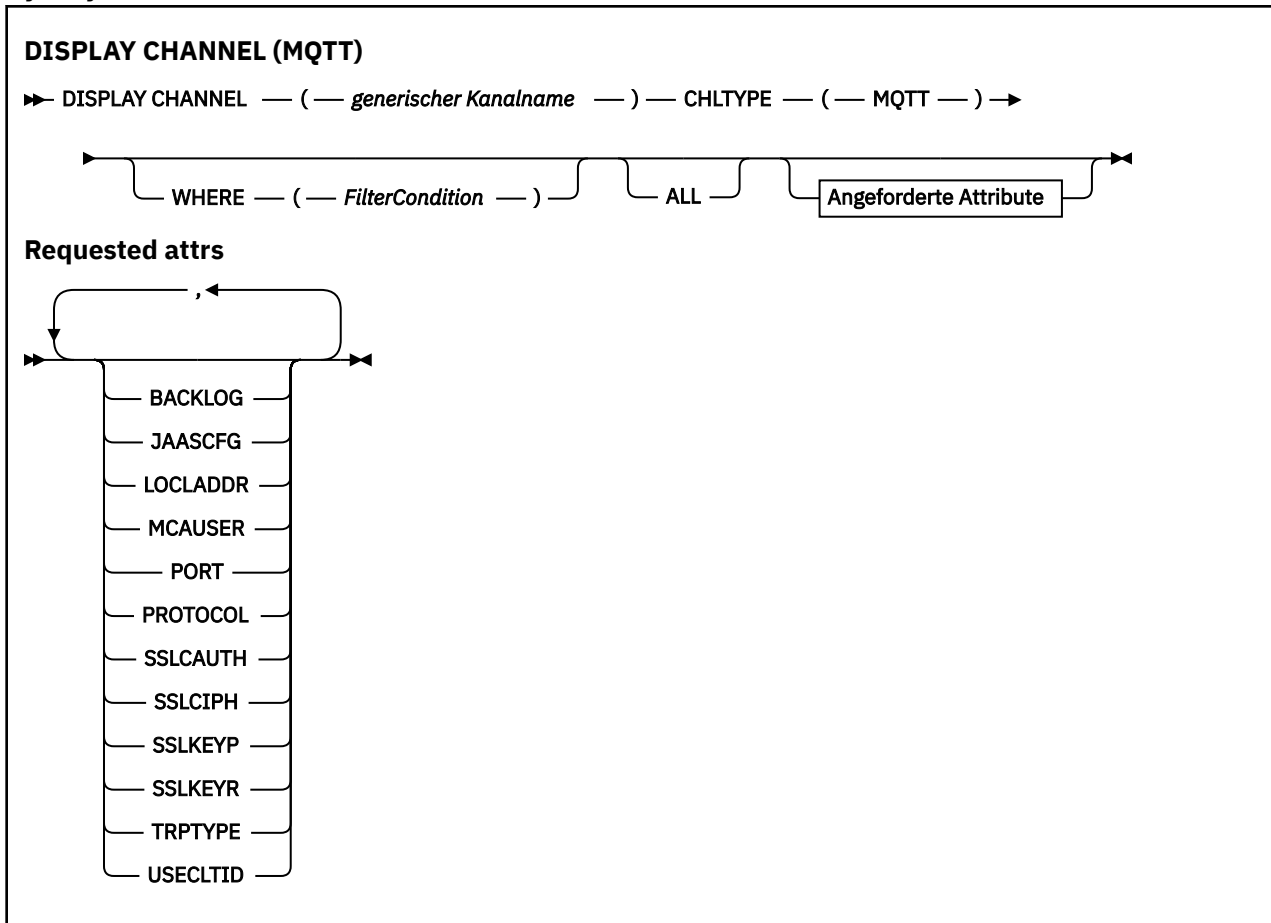 DISPLAY CHANNEL (MQTT)
DISPLAY CHANNEL ( generischer Kanalname ) CHLTYPE ( MQTT )
WHERE ( FilterCondition ) ALL Angeforderte Attribute
Requested attrs
,
BACKLOG
JAASCFG
LOCLADDR
MCAUSER
PORT
PROTOCOL
SSLCAUTH
SSLCIPH
SSLKEYP
SSLKEYR
TRPTYPE
USECLTID